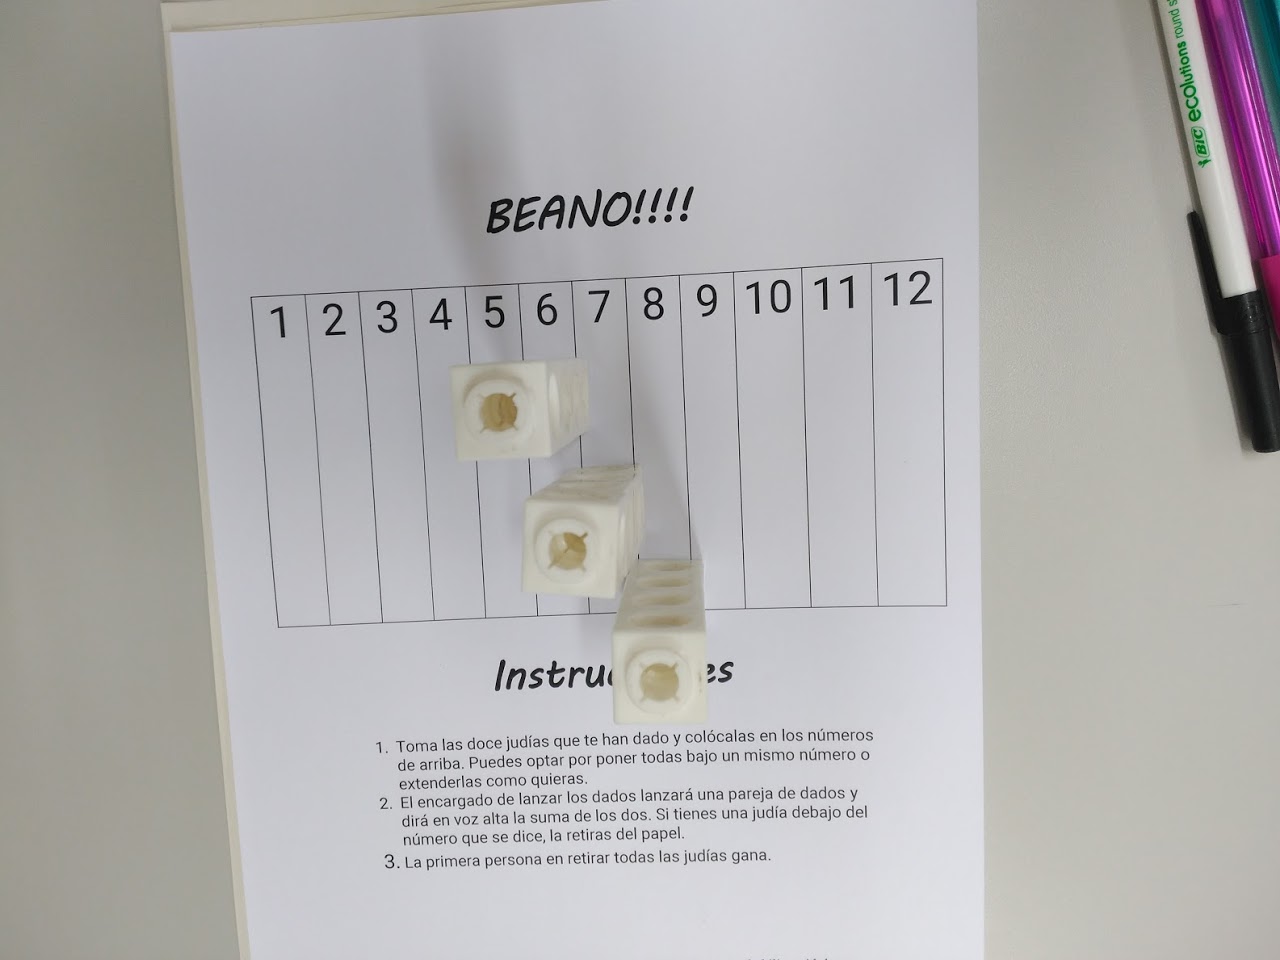 BEANO!!!!
1 2 3 4 5 6 7 8 9 10 11 12
1. Toma las doce judías que te han dado y colócalas en los números
de arriba. Puedes optar por poner todas bajo un mismo número o
extenderlas como quieras.
2. El encargado de lanzar los dados lanzará una pareja de dados y
dirá en voz alta la suma de los dos. Si tienes una judía debajo del
número que se dice, la retiras del papel.
3. La primera persona en retirar todas las judías gana.
BIC ecolutions round